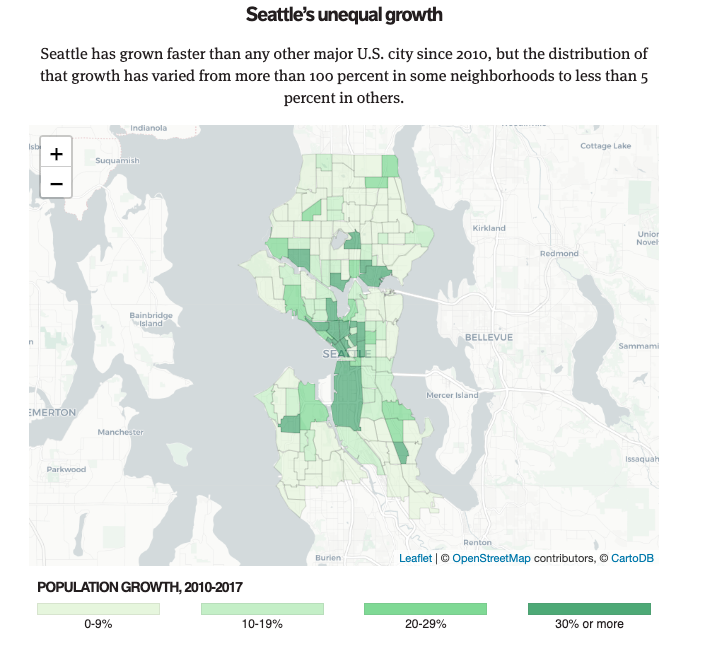 Seattle's unequal growth
Seattle has grown faster than any other major U.S. city since 2010, but the distribution of
that growth has varied from more than 100 percent in some neighborhoods to less than 5
percent in others.
+
−
Indianola
Cottage Lake
Suquamish
Kirkland
Union
Novel
Redmond
Bainbridge
Island
BELLEVUE
SEATTLE
Sammami
Mercer Island
EMERTON
Manchester
Issaquah
Parkwood
Renton
Burien
Leaflet | © OpenStreetMap contributors, © CartoDB
POPULATION GROWTH, 2010-2017
0-9%
10-19%
20-29%
30% or more